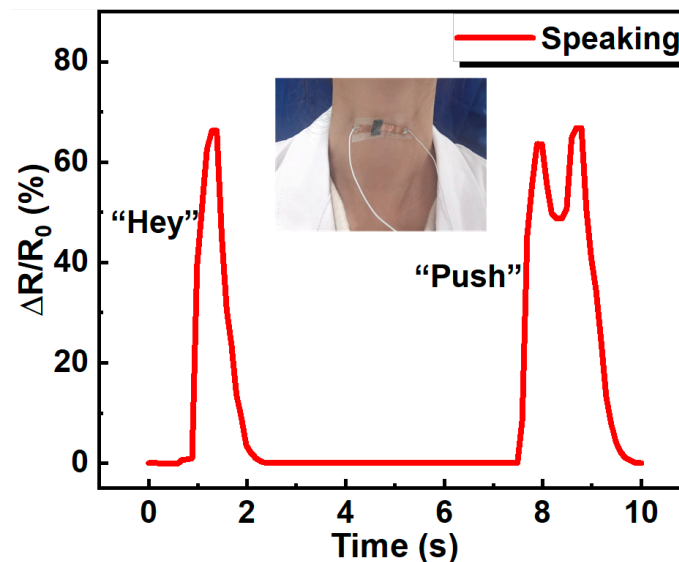 Speaking
80
60
40
20
0
ΔR/R₀ (%)
“Hey”
“Push”
0 2 4 6 8 10
Time (s)